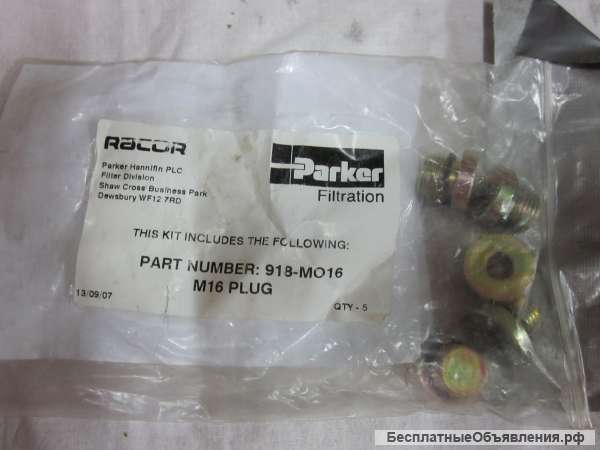 RACOR
Parker Hannifin PLC
Filter Division
Shaw Cross Business Park
Dewsbury WF12 7RD
Parker
Filtration
THIS KIT INCLUDES THE FOLLOWING:
PART NUMBER: 918-MO16
M16 PLUG
13/09/07
QTY - 5
БесплатныеОбъявления.рф